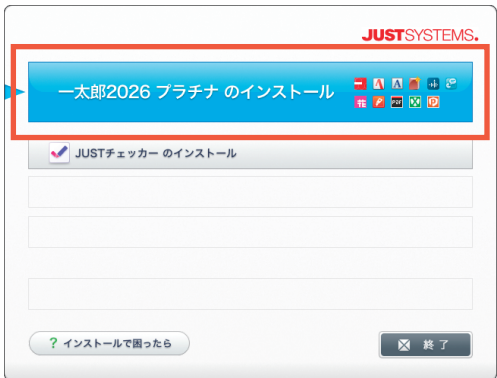 JUSTSYSTEMS.
一太郎2026 プラチナ のインストール
JUSTチェッカー のインストール
? インストールで困ったら
終了